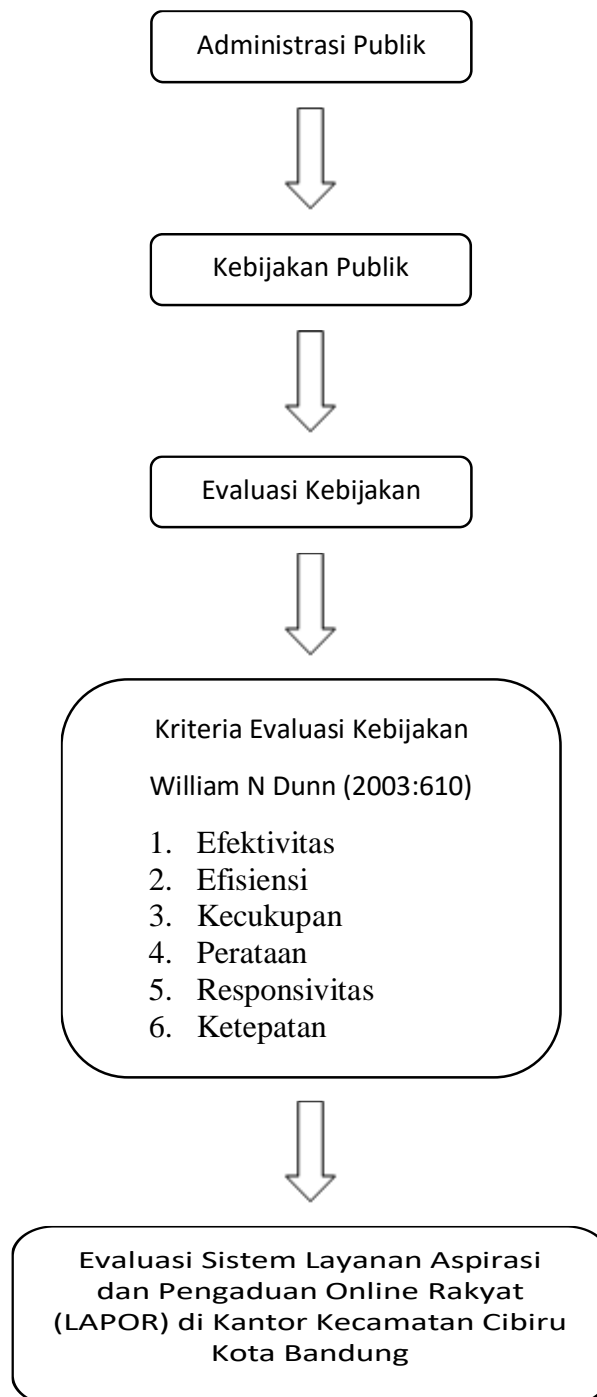 Administrasi Publik
Kebijakan Publik
Evaluasi Kebijakan
Kriteria Evaluasi Kebijakan
William N Dunn (2003:610)
1. Efektivitas
2. Efisiensi
3. Kecukupan
4. Perataan
5. Responsivitas
6. Ketepatan
Evaluasi Sistem Layanan Aspirasi
dan Pengaduan Online Rakyat
(LAPOR) di Kantor Kecamatan Cibiru
Kota Bandung